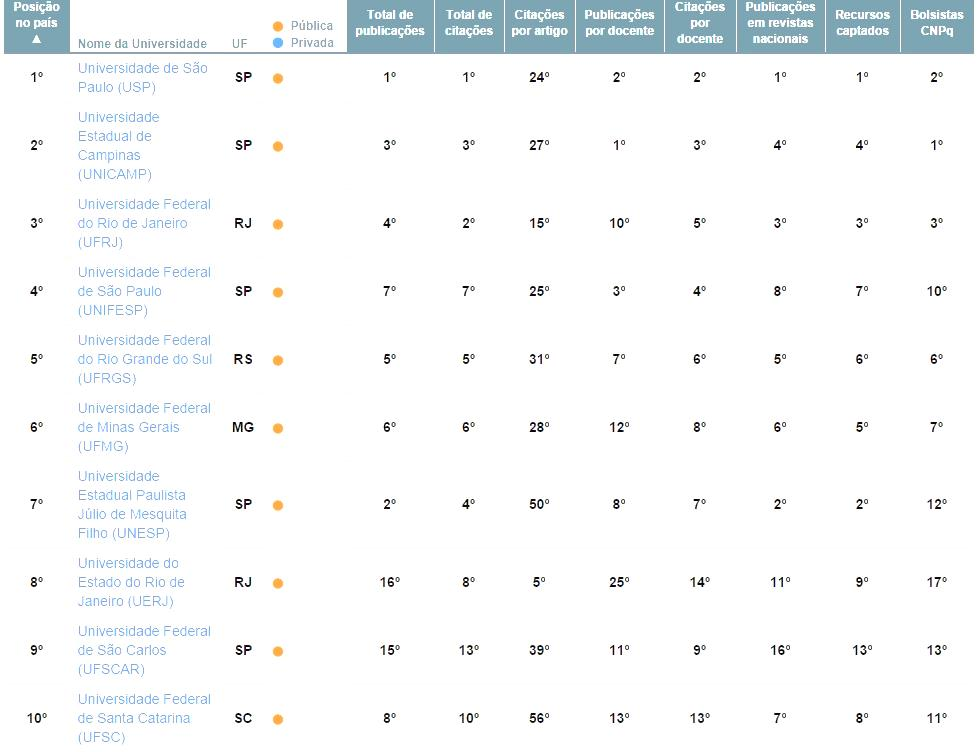 Posição no país ▲
Nome da Universidade
UF
Pública
Privada
Total de publicações
Total de citações
Citações por artigo
Publicações por docente
Citações por docente
Publicações em revistas nacionais
Recursos captados
Bolsistas CNPq
Universidade de São
1º SP 1º 1º 24º 2º 2º 1º 1º 2º
Paulo (USP)
Universidade
Estadual de
2º SP 3º 3º 27º 1º 3º 4º 4º 1º
Campinas
(UNICAMP)
Universidade Federal
3º do Rio de Janeiro RJ 4º 2º 15º 10º 5º 3º 3º 3º
(UFRJ)
Universidade Federal
4º de São Paulo SP 7º 7º 25º 3º 4º 8º 7º 10º
(UNIFESP)
Universidade Federal
5º do Rio Grande do Sul RS 5º 5º 31º 7º 6º 5º 6º 6º
(UFRGS)
Universidade Federal
6º de Minas Gerais MG 6º 6º 28º 12º 8º 6º 5º 7º
(UFMG)
Universidade
Estadual Paulista
7º SP 2º 4º 50º 8º 7º 2º 2º 12º
Júlio de Mesquita
Filho (UNESP)
Universidade do
8º Estado do Rio de RJ 16º 8º 5º 25º 14º 11º 9º 17º
Janeiro (UERJ)
Universidade Federal
9º de São Carlos SP 15º 13º 39º 11º 9º 16º 13º 13º
(UFSCAR)
Universidade Federal
10º de Santa Catarina SC 8º 10º 56º 13º 13º 7º 8º 11º
(UFSC)